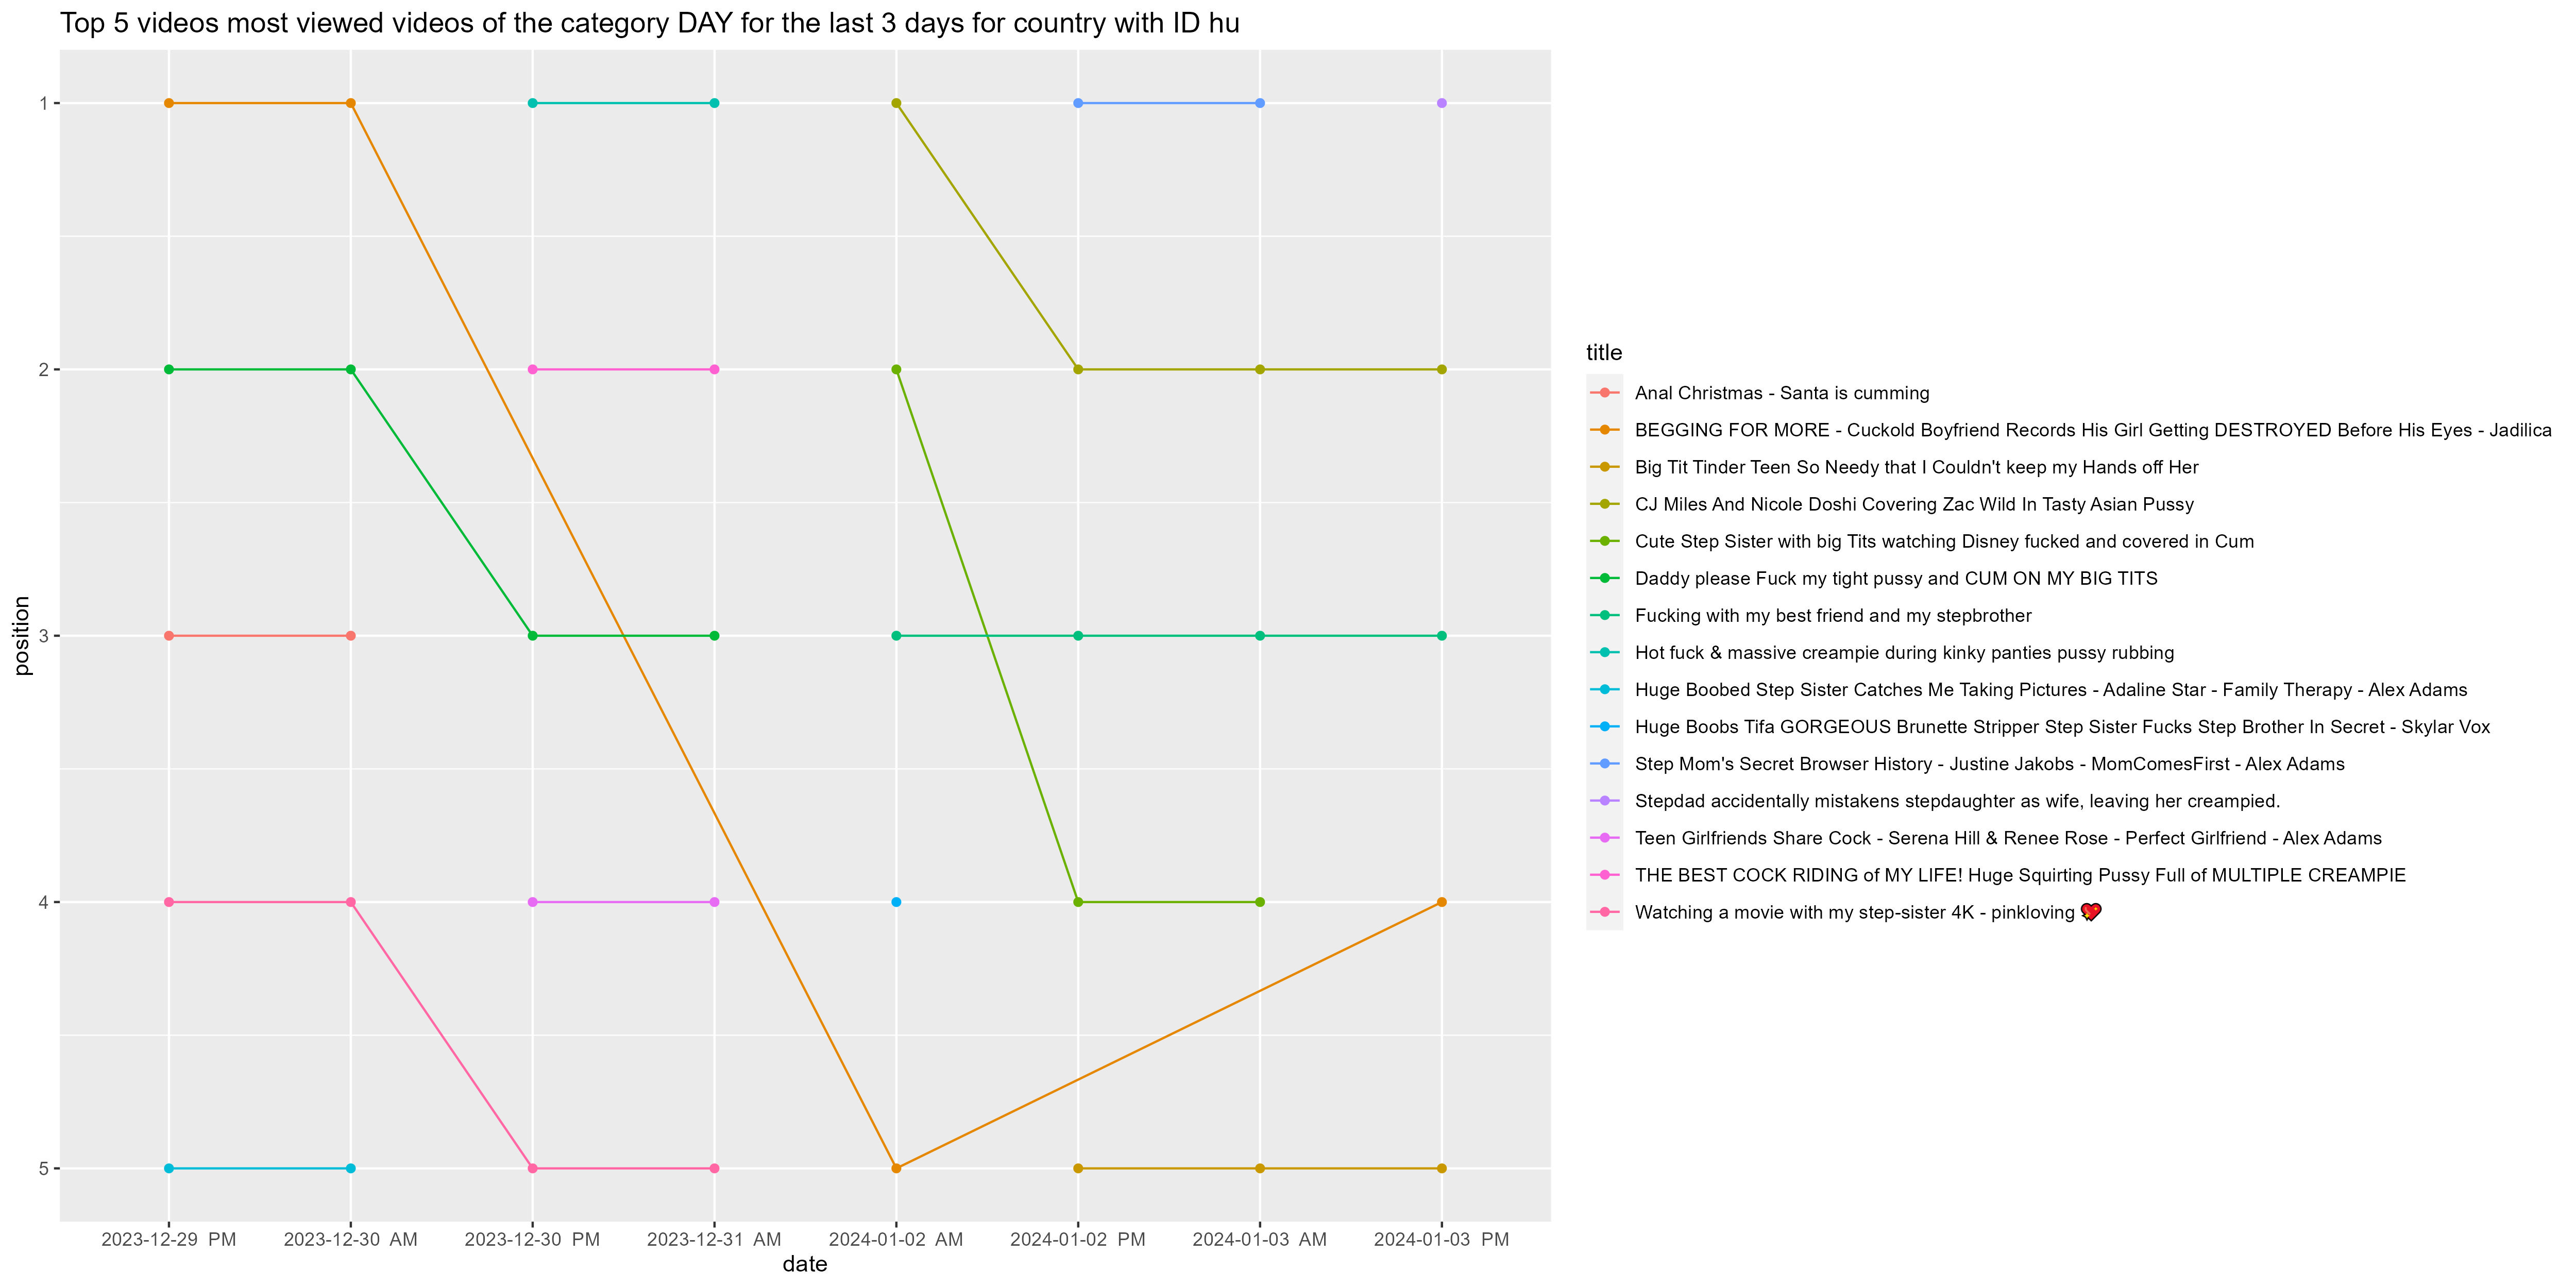 Top 5 videos most viewed videos of the category DAY for the last 3 days for country with ID hu
position
1
2
3
4
5
2023-12-29 PM
2023-12-30 AM
2023-12-30 PM
2023-12-31 AM
2024-01-02 AM
2024-01-02 PM
2024-01-03 AM
2024-01-03 PM
date
title
Anal Christmas - Santa is cumming
BEGGING FOR MORE - Cuckold Boyfriend Records His Girl Getting DESTROYED Before His Eyes - Jadilica
Big Tit Tinder Teen So Needy that I Couldn't keep my Hands off Her
CJ Miles And Nicole Doshi Covering Zac Wild In Tasty Asian Pussy
Cute Step Sister with big Tits watching Disney fucked and covered in Cum
Daddy please Fuck my tight pussy and CUM ON MY BIG TITS
Fucking with my best friend and my stepbrother
Hot fuck & massive creampie during kinky panties pussy rubbing
Huge Boobed Step Sister Catches Me Taking Pictures - Adaline Star - Family Therapy - Alex Adams
Huge Boobs Tifa GORGEOUS Brunette Stripper Step Sister Fucks Step Brother In Secret - Skylar Vox
Step Mom's Secret Browser History - Justine Jakobs - MomComesFirst - Alex Adams
Stepdad accidentally mistakens stepdaughter as wife, leaving her creampied.
Teen Girlfriends Share Cock - Serena Hill & Renee Rose - Perfect Girlfriend - Alex Adams
THE BEST COCK RIDING of MY LIFE! Huge Squirting Pussy Full of MULTIPLE CREAMPIE
Watching a movie with my step-sister 4K - pinkloving 💖